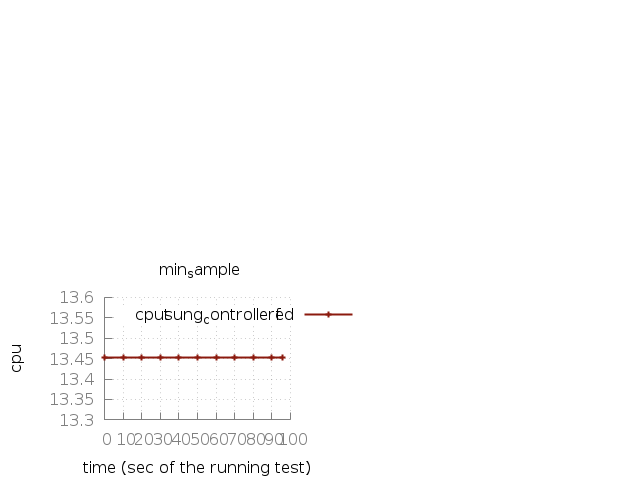 min_sample
13.6
cputsung_controllerfed
13.55
13.5
13.45
13.4
13.35
13.3
cpu
0 10 20 30 40 50 60 70 80 90 100
time (sec of the running test)